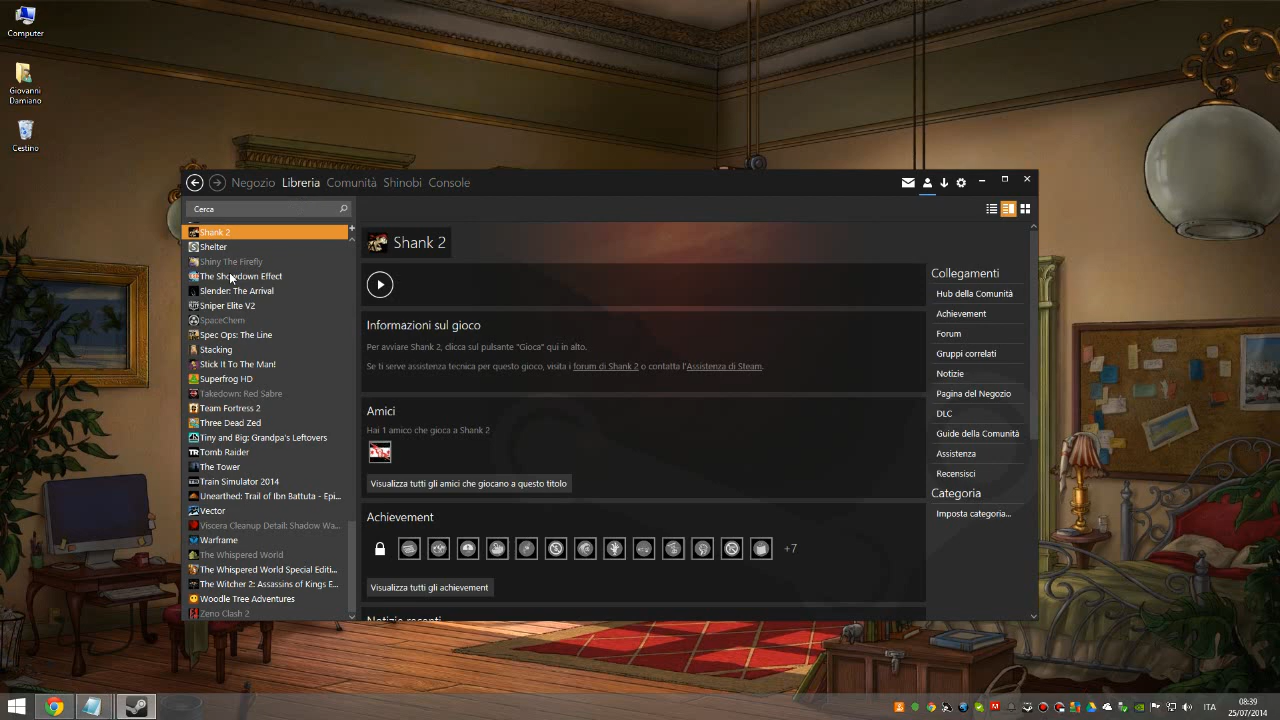 Computer
Giovanni
Damiano
Cestino
Negozio Libreria Comunità Shinobi Console
Cerca
Shank 2
Shelter
Shiny The Firefly
The Showdown Effect
Slender: The Arrival
Sniper Elite V2
SpaceChem
Spec Ops: The Line
Stacking
Stick It To The Man!
Superfrog HD
Takedown: Red Sabre
Team Fortress 2
Three Dead Zed
Tiny and Big: Grandpa's Leftovers
Tomb Raider
The Tower
Train Simulator 2014
Unearthed: Trail of Ibn Battuta - Epi...
Vector
Viscera Cleanup Detail: Shadow Wa...
Warframe
The Whispered World
The Whispered World Special Editi...
The Witcher 2: Assassins of Kings E...
Woodle Tree Adventures
Zeno Clash 2
Shank 2
Informazioni sul gioco
Per avviare Shank 2, clicca sul pulsante "Gioca" qui in alto.
Se ti serve assistenza tecnica per questo gioco, visita i forum di Shank 2 o contatta l'Assistenza di Steam.
Amici
Hai 1 amico che gioca a Shank 2
Visualizza tutti gli amici che giocano a questo titolo
Achievement
+7
Visualizza tutti gli achievement
Notizie recenti
Collegamenti
Hub della Comunità
Achievement
Forum
Gruppi correlati
Notizie
Pagina del Negozio
DLC
Guide della Comunità
Assistenza
Recensisci
Categoria
Imposta categoria...
ITA
08:39
25/07/2014